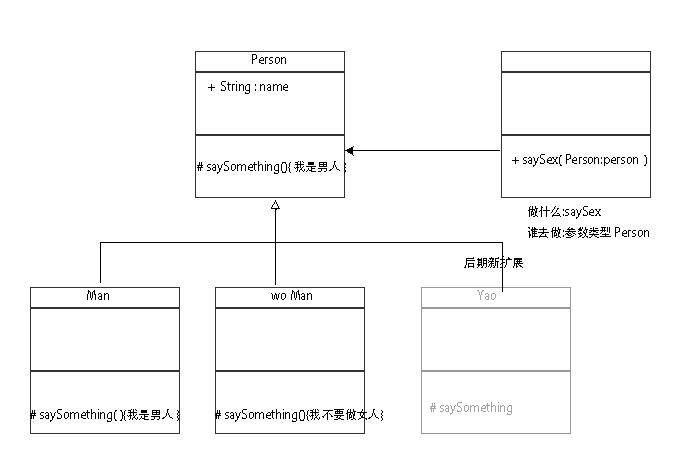 Person
+ String : name
# saySomething(){ 我是男人 }
+ saySex( Person:person )
做什么:saySex
谁去做:参数类型 Person
后期新扩展
Man
wo Man
Yao
# saySomething( ){我是男人 }
# saySomething(){我不要做女人}
# saySomething